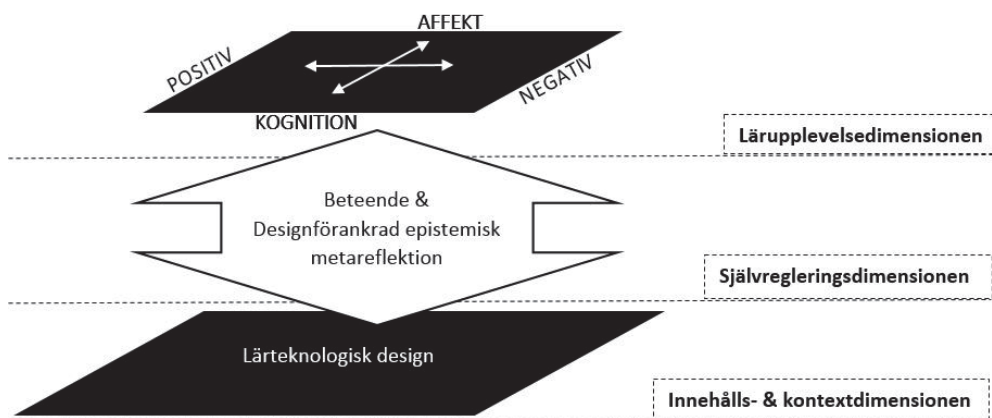 AFFEKT
POSITIV
NEGATIV
KOGNITION
Lärupplevelsedimensionen
Beteende &
Designförankrad epistemisk
metareflektion
Självregleringsdimensionen
Lärteknologisk design
Innehålls- & kontextdimensionen